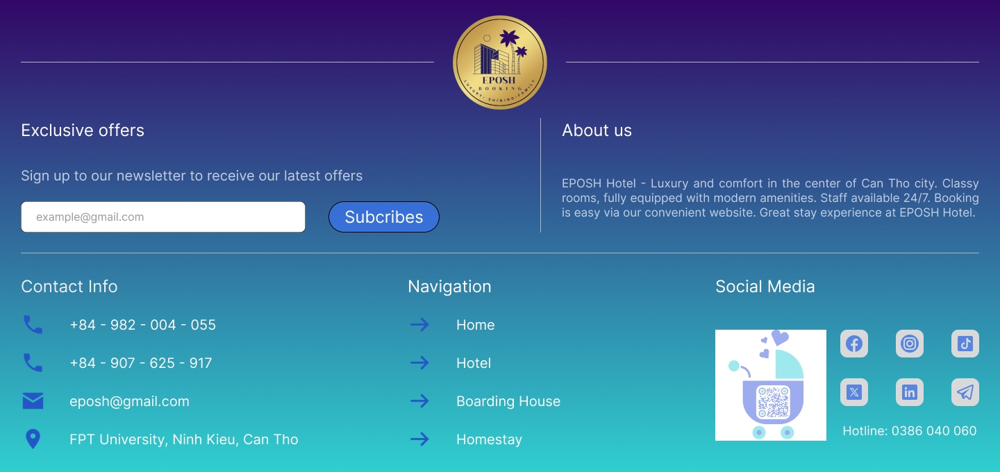 EPOSH
BOOKING
LUXURY - SHINING - FAMILY
Exclusive offers
Sign up to our newsletter to receive our latest offers
example@gmail.com
Subcribes
About us
EPOSH Hotel - Luxury and comfort in the center of Can Tho city. Classy
rooms, fully equipped with modern amenities. Staff available 24/7. Booking
is easy via our convenient website. Great stay experience at EPOSH Hotel.
Contact Info
+84 - 982 - 004 - 055
+84 - 907 - 625 - 917
eposh@gmail.com
FPT University, Ninh Kieu, Can Tho
Navigation
Home
Hotel
Boarding House
Homestay
Social Media
Hotline: 0386 040 060